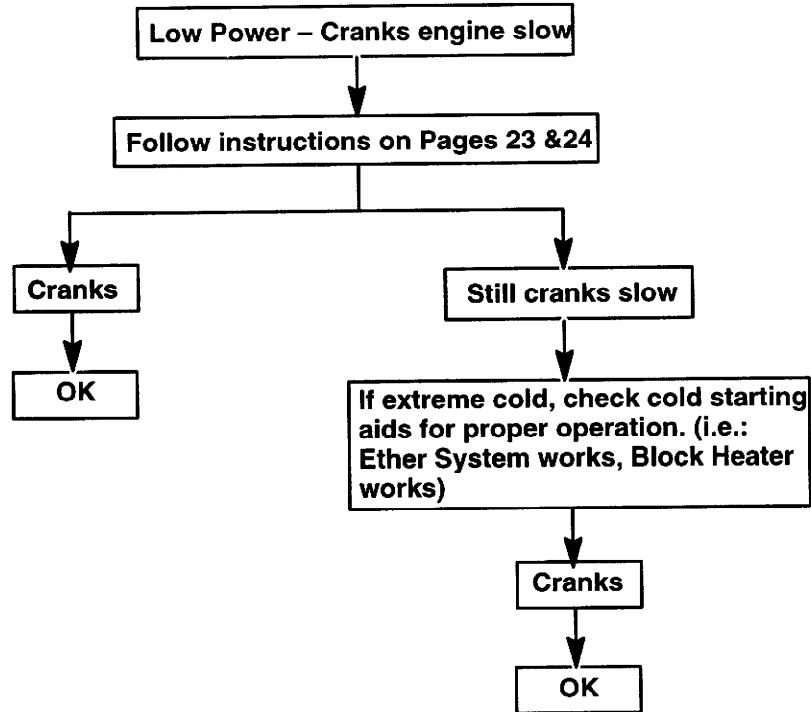 Low Power – Cranks engine slow
Follow instructions on Pages 23 &24
Cranks
Still cranks slow
OK
If extreme cold, check cold starting
aids for proper operation. (i.e.:
Ether System works, Block Heater
works)
Cranks
OK